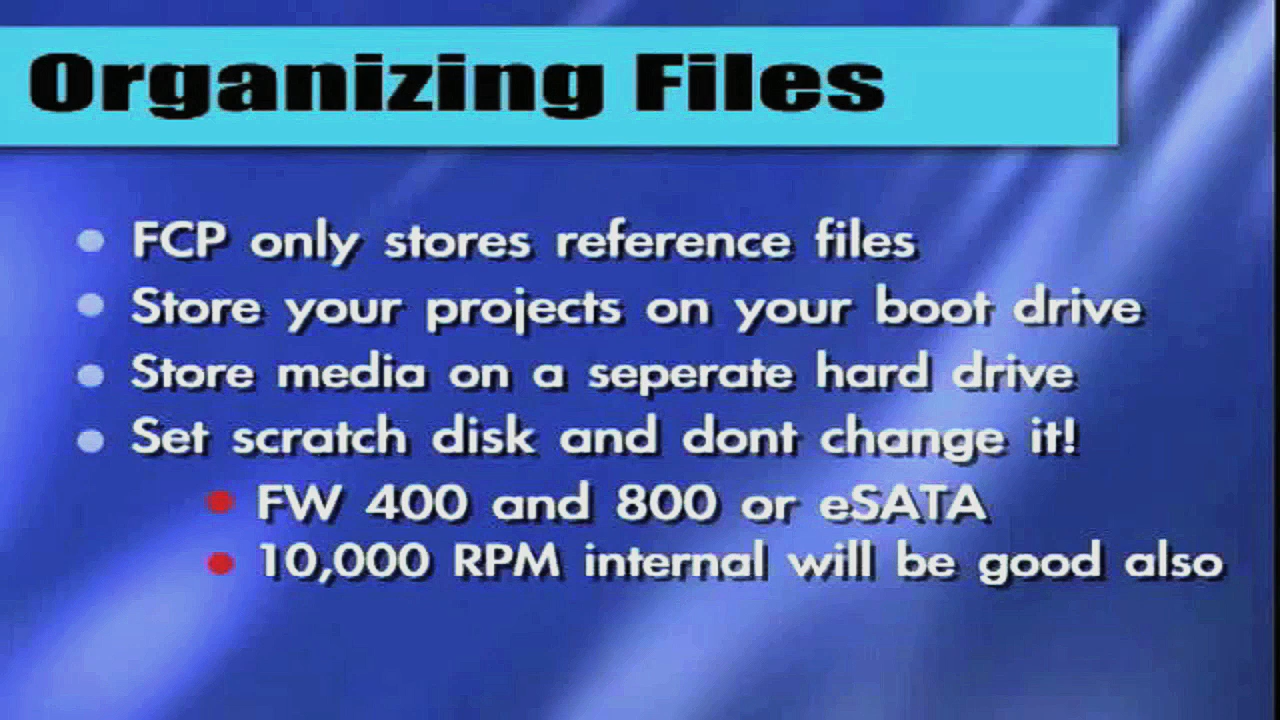 Organizing Files
FCP only stores reference files
Store your projects on your boot drive
Store media on a seperate hard drive
Set scratch disk and dont change it!
FW 400 and 800 or eSATA
10,000 RPM internal will be good also